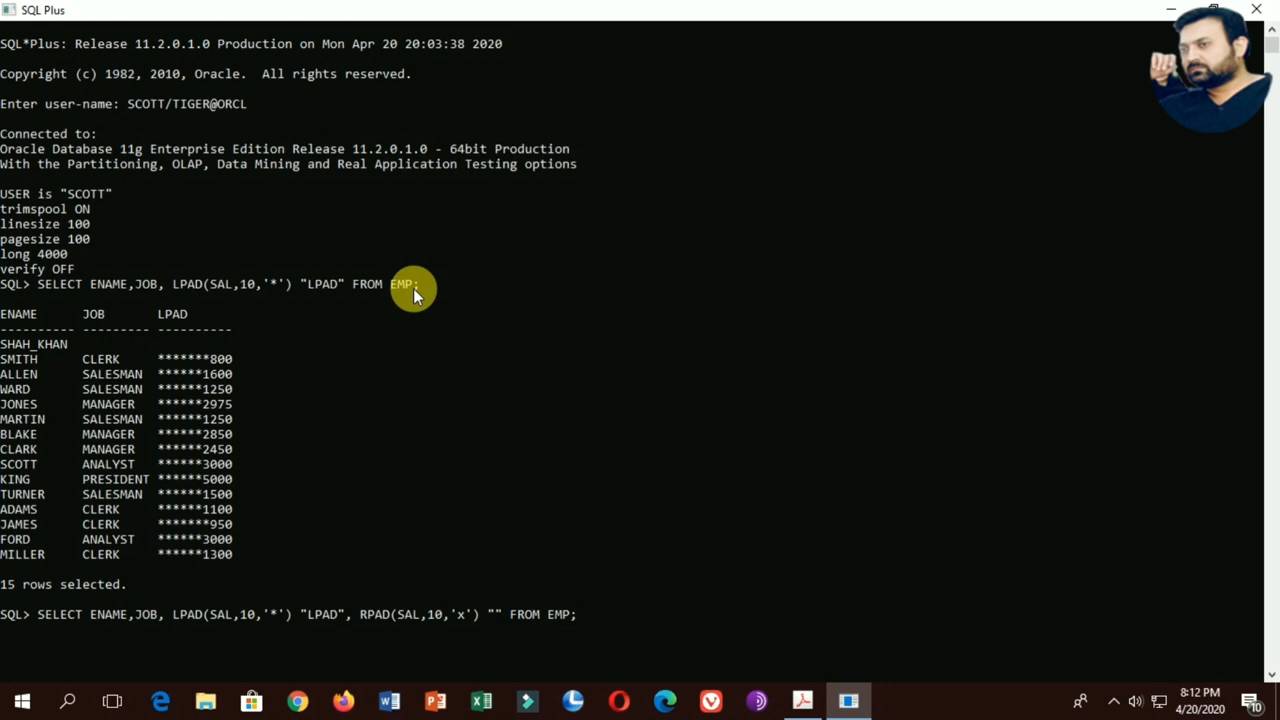 SQL Plus
SQL*Plus: Release 11.2.0.1.0 Production on Mon Apr 20 20:03:38 2020
Copyright (c) 1982, 2010, Oracle.  All rights reserved.
Enter user-name: SCOTT/TIGER@ORCL
Connected to:
Oracle Database 11g Enterprise Edition Release 11.2.0.1.0 - 64bit Production
With the Partitioning, OLAP, Data Mining and Real Application Testing options
USER is "SCOTT"
trimspool ON
linesize 100
pagesize 100
long 4000
verify OFF
SQL> SELECT ENAME,JOB, LPAD(SAL,10,'*') "LPAD" FROM EMP;
ENAME      JOB       LPAD
---------- --------- ----------
SHAH_KHAN
SMITH      CLERK     *******800
ALLEN      SALESMAN  ******1600
WARD       SALESMAN  ******1250
JONES      MANAGER   ******2975
MARTIN     SALESMAN  ******1250
BLAKE      MANAGER   ******2850
CLARK      MANAGER   ******2450
SCOTT      ANALYST   ******3000
KING       PRESIDENT ******5000
TURNER     SALESMAN  ******1500
ADAMS      CLERK     ******1100
JAMES      CLERK     *******950
FORD       ANALYST   ******3000
MILLER     CLERK     ******1300
15 rows selected.
SQL> SELECT ENAME,JOB, LPAD(SAL,10,'*') "LPAD", RPAD(SAL,10,'x') "" FROM EMP;
8:12 PM
4/20/2020
10